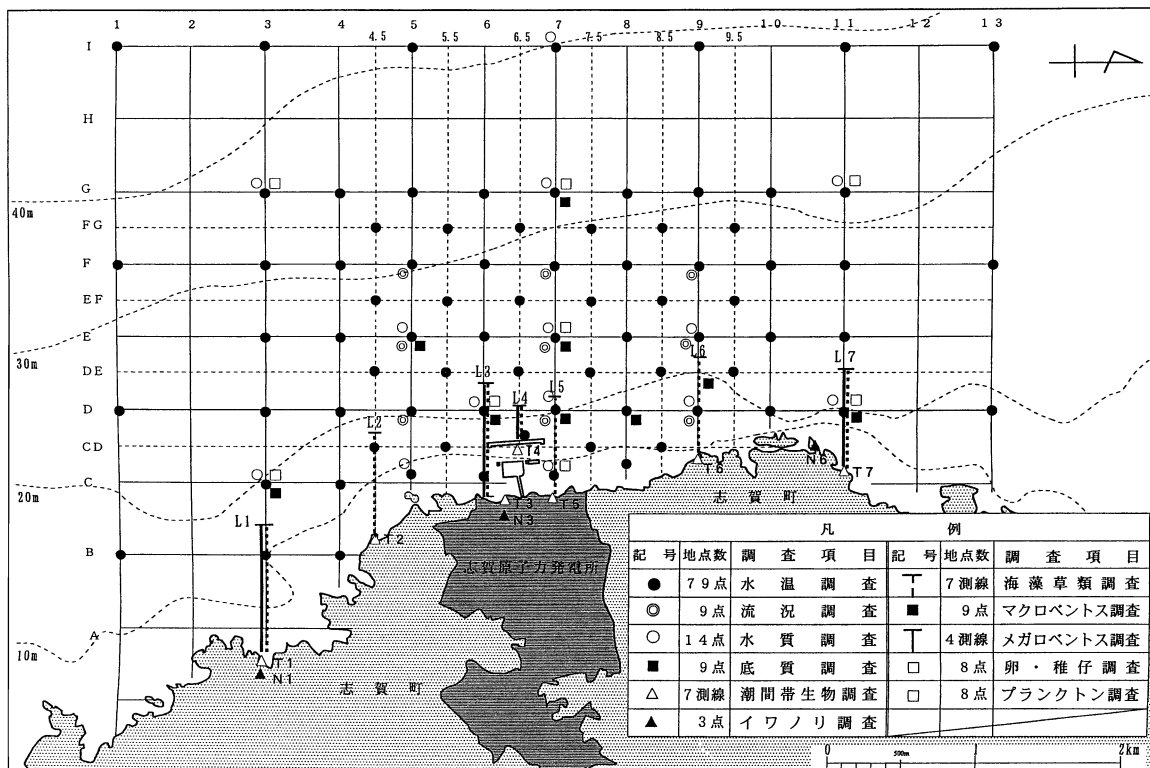 1 2 3 4 5 6 7 8 9 10 11 12 13
4.5 5.5 6.5 7.5 8.5 9.5
I
H
G
40m
FG
F
EF
E
30m
DE
L3
L6
L7
D
L4
L5
L2
CD
T4
N6
C
20m
T6
T7
T3
T5
志賀町
L1
N3
B
T2
志賀原子力発電所
A
10m
T1
N1
志賀町
凡例
記号 地点数 調査項目 記号 地点数 調査項目
● 79点 水温調査 7測線 海藻草類調査
◎ 9点 流況調査 ■ 9点 マクロベントス調査
○ 14点 水質調査 4測線 メガロベントス調査
■ 9点 底質調査 □ 8点 卵・稚仔調査
△ 7測線 潮間帯生物調査 □ 8点 プランクトン調査
▲ 3点 イワノリ調査
0 500m 1 2km